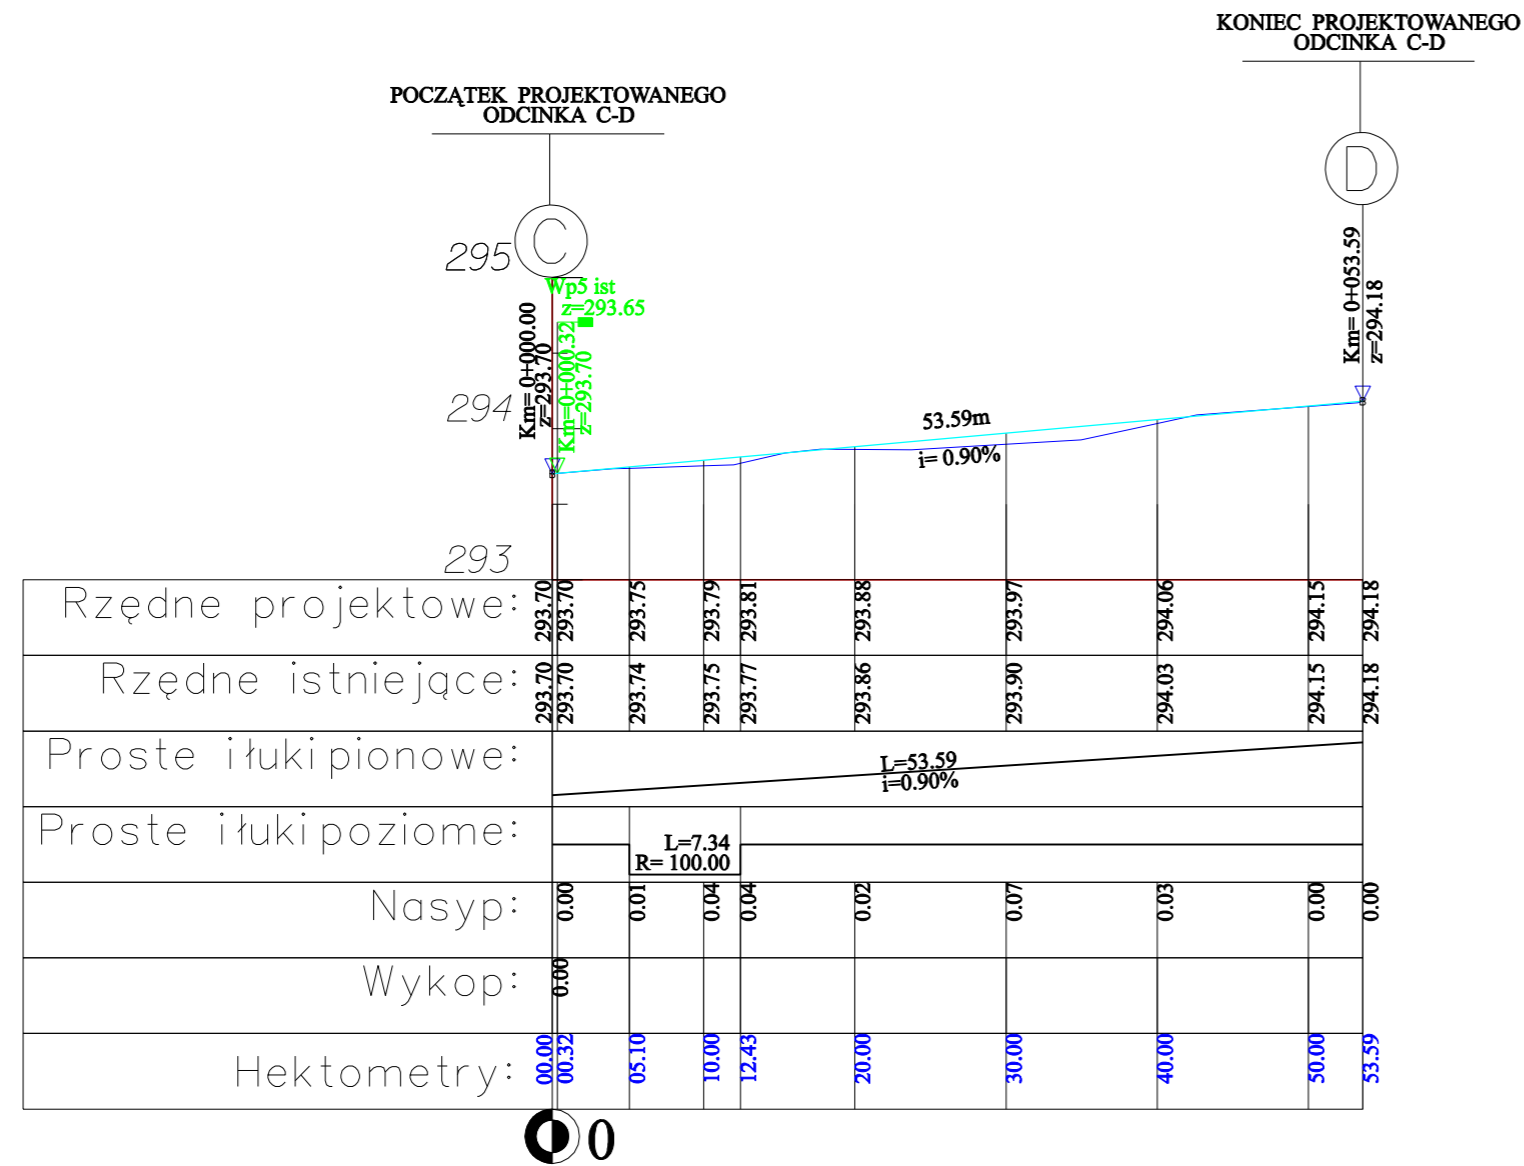 KONIEC PROJEKTOWANEGO
ODCINKA C-D
POCZĄTEK PROJEKTOWANEGO
ODCINKA C-D
D
C
295
Wp5 ist
z=293.65
Km= 0+000.00
z=293.70
Km=0+000.32
z=293.70
Km= 0+053.59
z=294.18
294
53.59m
i= 0.90%
293
Rzędne projektowe: 293.70 293.70 293.75 293.79 293.81 293.88 293.97 294.06 294.15 294.18
Rzędne istniejące: 293.70 293.70 293.74 293.75 293.77 293.86 293.90 294.03 294.15 294.18
Proste i łuki pionowe:
L=53.59
i=0.90%
Proste i łuki poziome:
L=7.34
R= 100.00
Nasyp: 0.00 0.01 0.04 0.04 0.02 0.07 0.03 0.00 0.00
Wykop: 0.00
Hektometry: 00.00 00.32 05.10 10.00 12.43 20.00 30.00 40.00 50.00 53.59
0